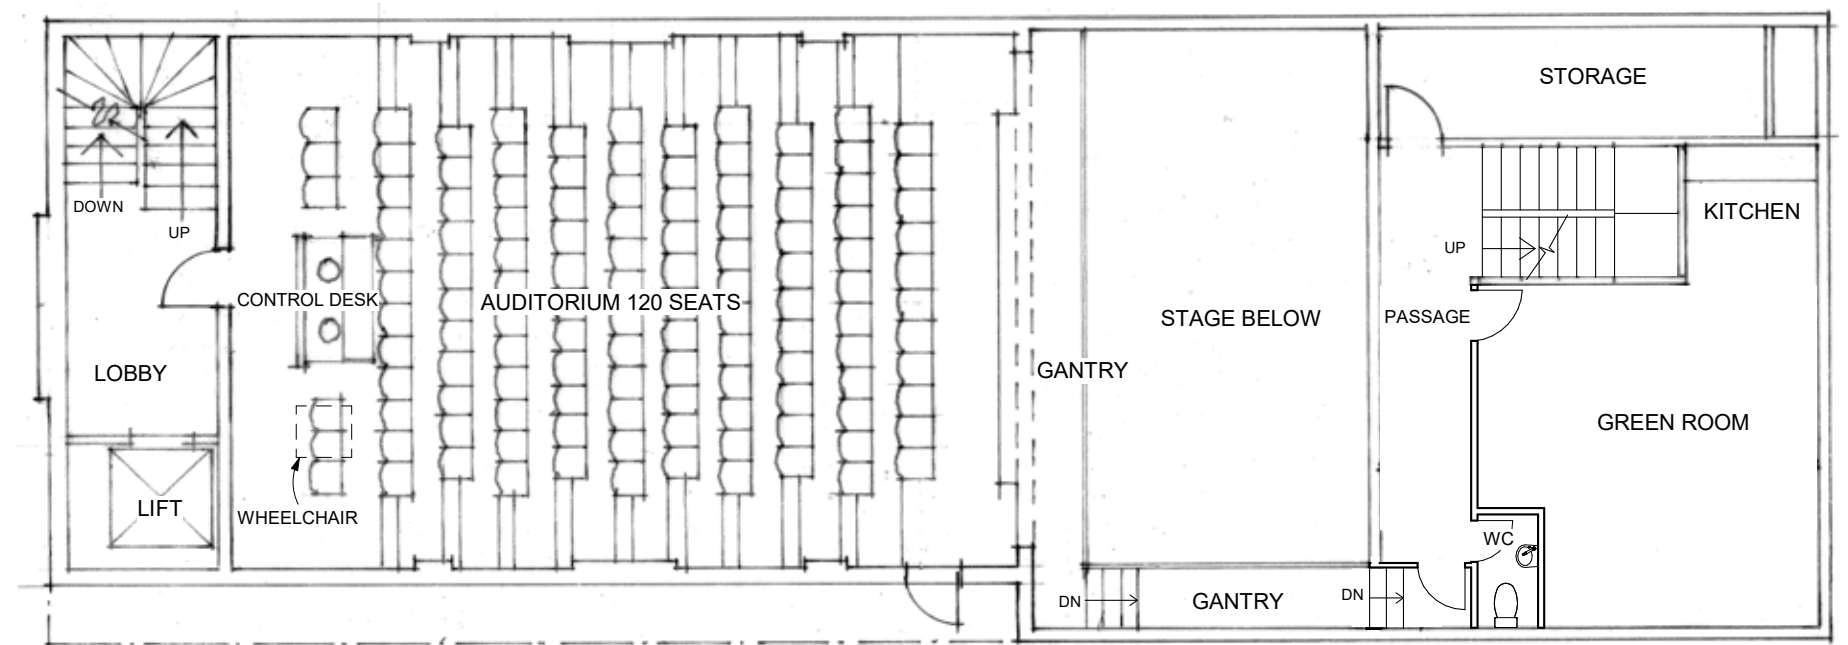 STORAGE
DOWN
UP
KITCHEN
UP
CONTROL DESK
AUDITORIUM 120 SEATS
STAGE BELOW
PASSAGE
LOBBY
GANTRY
GREEN ROOM
LIFT
WHEELCHAIR
WC
DN
GANTRY
DN